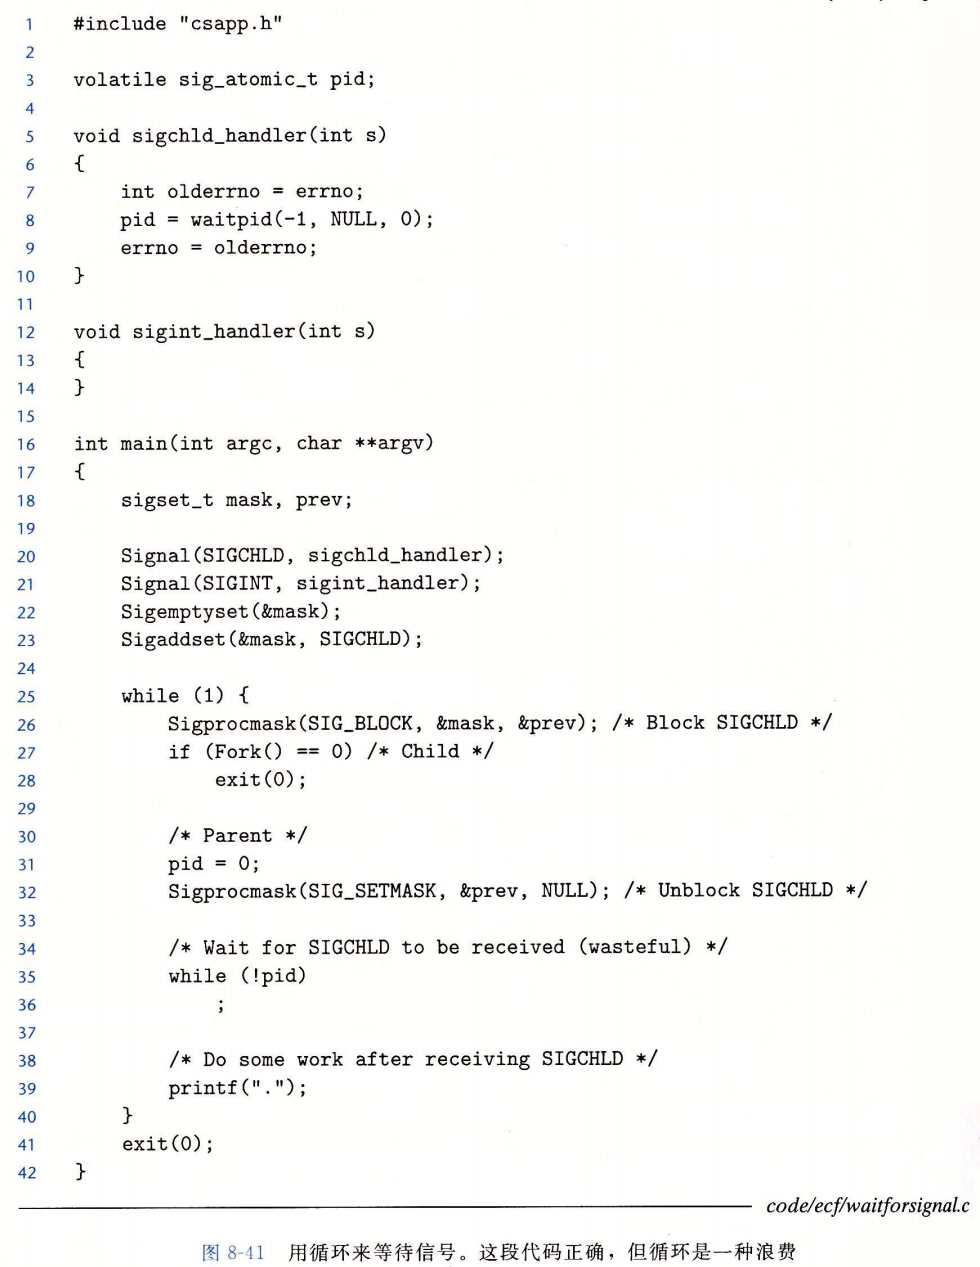 1 #include "csapp.h"
2
3 volatile sig_atomic_t pid;
4
5 void sigchld_handler(int s)
6 {
7     int olderrno = errno;
8     pid = waitpid(-1, NULL, 0);
9     errno = olderrno;
10 }
11
12 void sigint_handler(int s)
13 {
14 }
15
16 int main(int argc, char **argv)
17 {
18     sigset_t mask, prev;
19
20     Signal(SIGCHLD, sigchld_handler);
21     Signal(SIGINT, sigint_handler);
22     Sigemptyset(&mask);
23     Sigaddset(&mask, SIGCHLD);
24
25     while (1) {
26         Sigprocmask(SIG_BLOCK, &mask, &prev); /* Block SIGCHLD */
27         if (Fork() == 0) /* Child */
28             exit(0);
29
30         /* Parent */
31         pid = 0;
32         Sigprocmask(SIG_SETMASK, &prev, NULL); /* Unblock SIGCHLD */
33
34         /* Wait for SIGCHLD to be received (wasteful) */
35         while (!pid)
36             ;
37
38         /* Do some work after receiving SIGCHLD */
39         printf(".");
40     }
41     exit(0);
42 }
code/ecf/waitforsignal.c
图 8-41 用循环来等待信号。这段代码正确，但循环是一种浪费